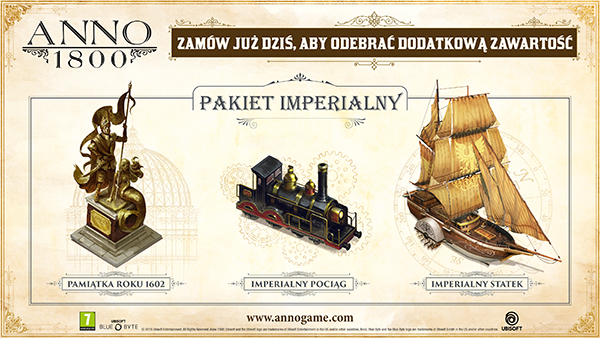 ANNO
1800
ZAMÓW JUŻ DZIŚ, ABY ODEBRAĆ DODATKOWĄ ZAWARTOŚĆ
PAKIET IMPERIALNY
PAMIĄTKA ROKU 1602
IMPERIALNY POCIĄG
IMPERIALNY STATEK
7
UBISOFT
BLUE BYTE
www.annogame.com
UBISOFT